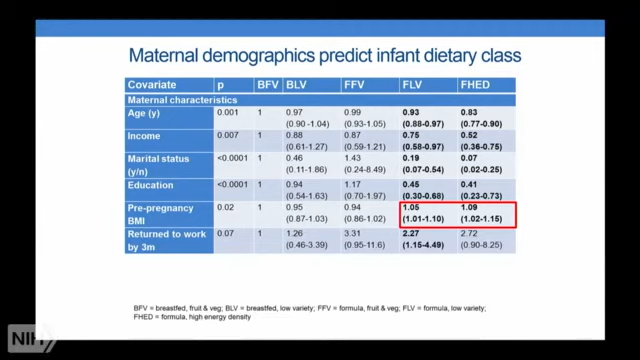 Maternal demographics predict infant dietary class
Covariate p BFV BLV FFV FLV FHED
Maternal characteristics
Age (y) 0.001 1 0.97 0.99 0.93 0.83
(0.90-1.04) (0.93-1.05) (0.88-0.97) (0.77-0.90)
Income 0.007 1 0.88 0.87 0.75 0.52
(0.61-1.27) (0.59-1.21) (0.58-0.97) (0.36-0.75)
Marital status <0.0001 1 0.46 1.43 0.19 0.07
(y/n) (0.11-1.86) (0.24-8.49) (0.07-0.54) (0.02-0.25)
Education <0.0001 1 0.94 1.17 0.45 0.41
(0.54-1.63) (0.70-1.97) (0.30-0.68) (0.23-0.73)
Pre-pregnancy 0.02 1 0.95 0.94 1.05 1.09
BMI (0.87-1.03) (0.86-1.02) (1.01-1.10) (1.02-1.15)
Returned to work 0.07 1 1.26 3.31 2.27 2.72
by 3m (0.46-3.39) (0.95-11.6) (1.15-4.49) (0.90-8.25)
BFV = breastfed, fruit & veg; BLV = breastfed, low variety; FFV = formula, fruit & veg; FLV = formula, low variety;
FHED = formula, high energy density
NIH